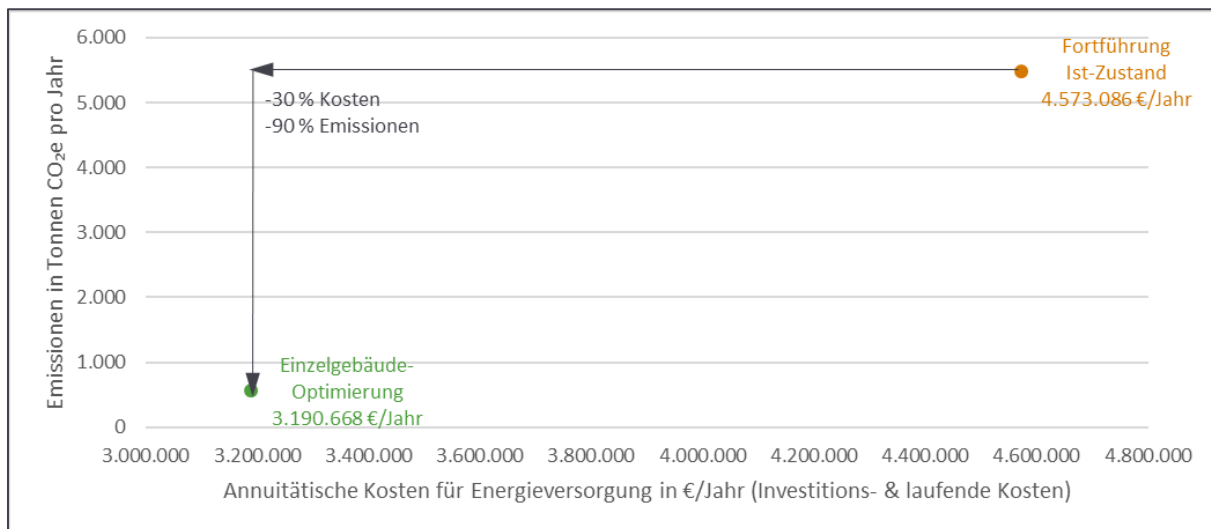 6.000
5.000
4.000
3.000
2.000
1.000
0
Emissionen in Tonnen CO₂e pro Jahr
Fortführung
Ist-Zustand
4.573.086 €/Jahr
-30 % Kosten
-90 % Emissionen
Einzelgebäude-
Optimierung
3.190.668 €/Jahr
3.000.000 3.200.000 3.400.000 3.600.000 3.800.000 4.000.000 4.200.000 4.400.000 4.600.000 4.800.000
Annuitätische Kosten für Energieversorgung in €/Jahr (Investitions- & laufende Kosten)